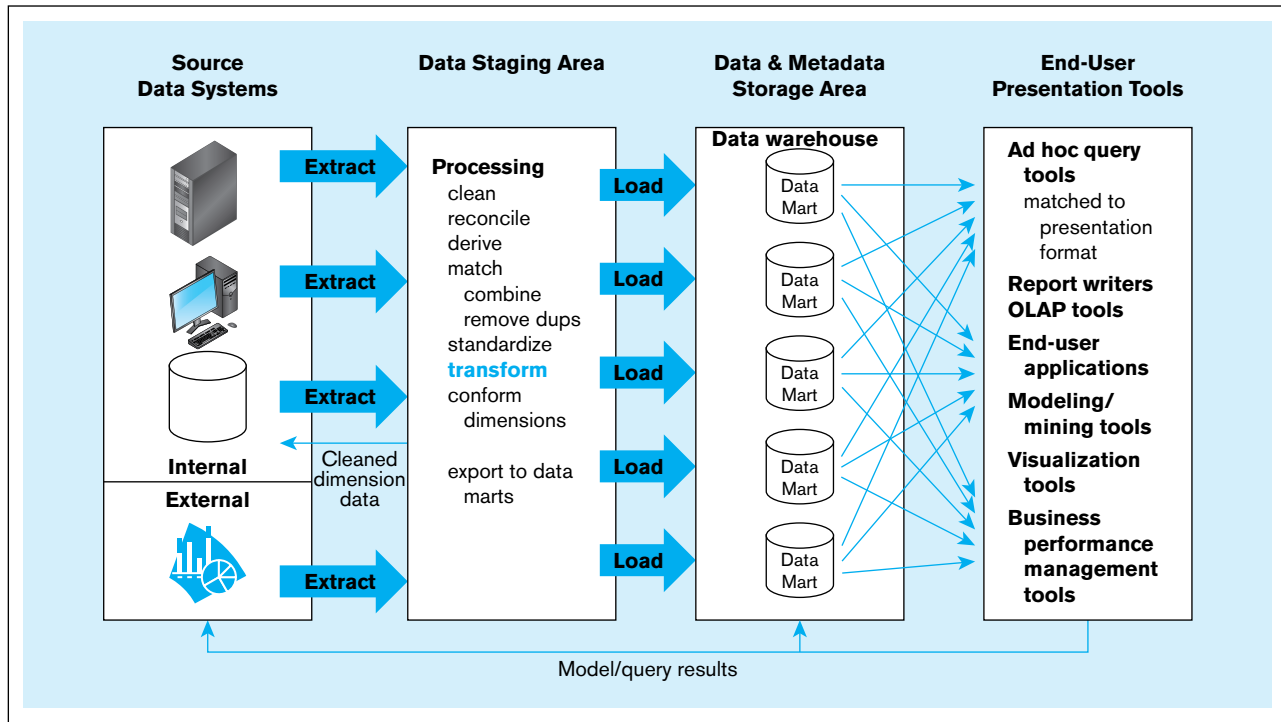 Source
Data Systems
Data Staging Area
Data & Metadata
Storage Area
End-User
Presentation Tools
Extract
Extract
Extract
Internal
External
Extract
Cleaned
dimension
data
Processing
clean
reconcile
derive
match
combine
remove dups
standardize
transform
conform
dimensions
export to data
marts
Load
Load
Load
Load
Load
Data warehouse
Data
Mart
Data
Mart
Data
Mart
Data
Mart
Data
Mart
Ad hoc query
tools
matched to
presentation
format
Report writers
OLAP tools
End-user
applications
Modeling/
mining tools
Visualization
tools
Business
performance
management
tools
Model/query results